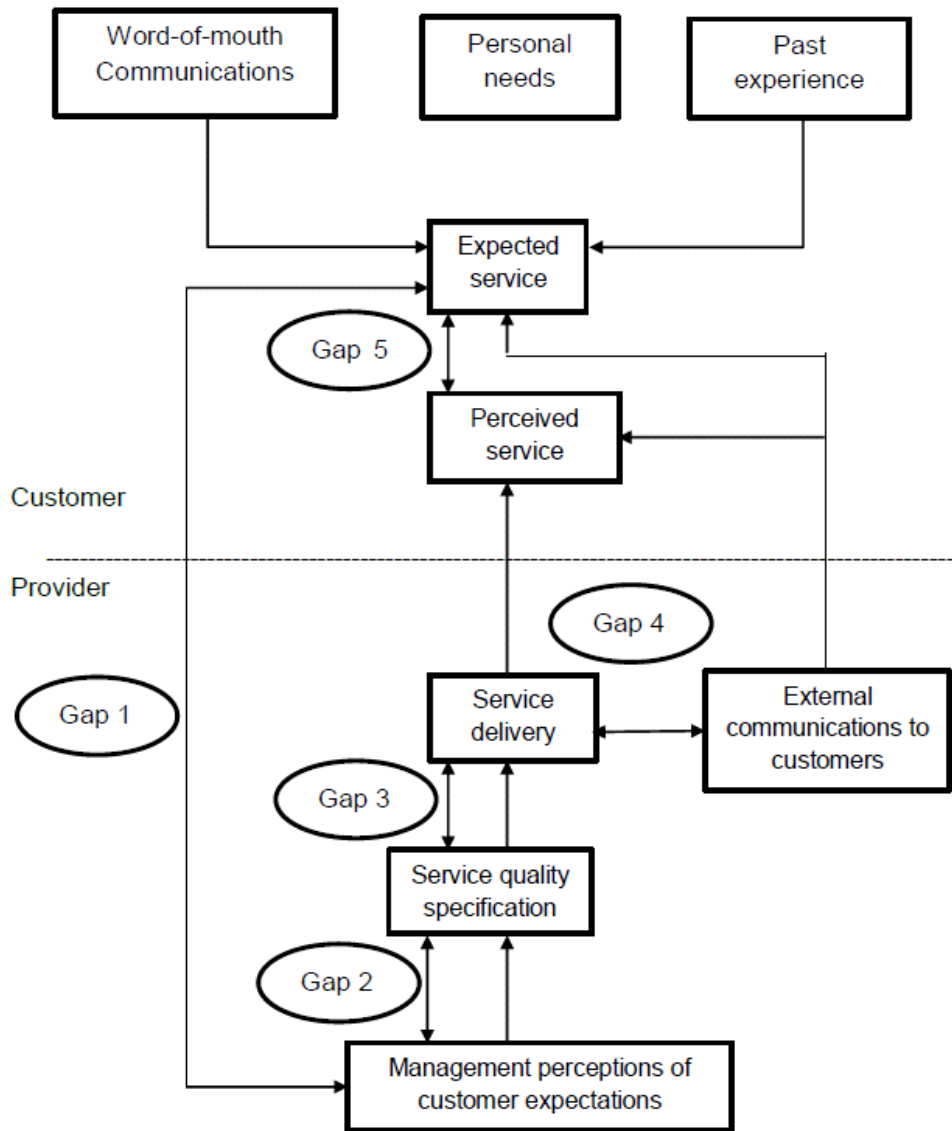 Word-of-mouth
Communications
Personal
needs
Past
experience
Expected
service
Gap 5
Perceived
service
Customer
Provider
Gap 4
Service
delivery
External
communications to
customers
Gap 1
Gap 3
Service quality
specification
Gap 2
Management perceptions of
customer expectations